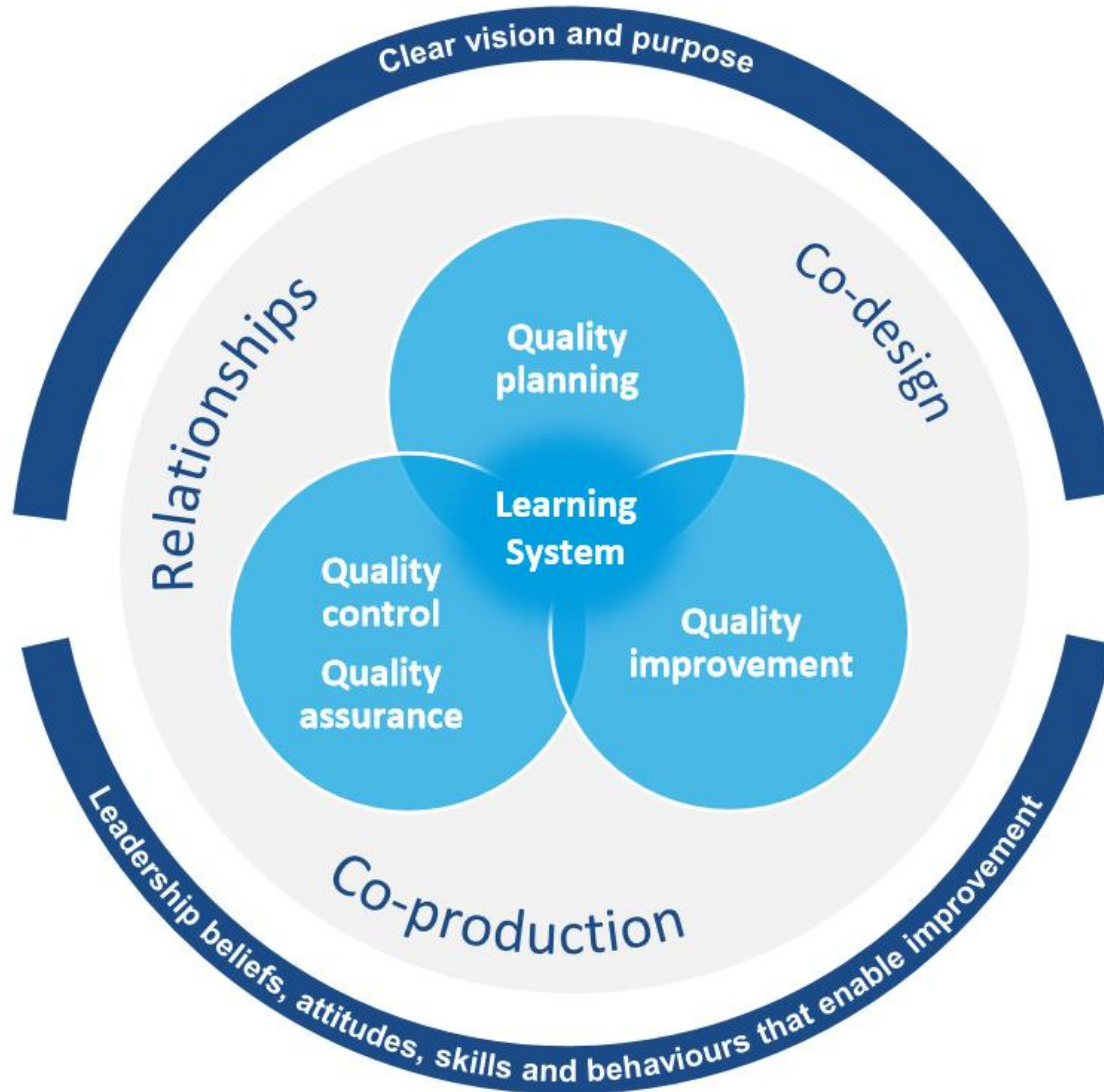 Clear vision and purpose
Relationships
Co-design
Quality
planning
Learning
System
Quality
control
Quality
assurance
Quality
improvement
Co-production
Leadership beliefs, attitudes, skills and behaviours that enable improvement